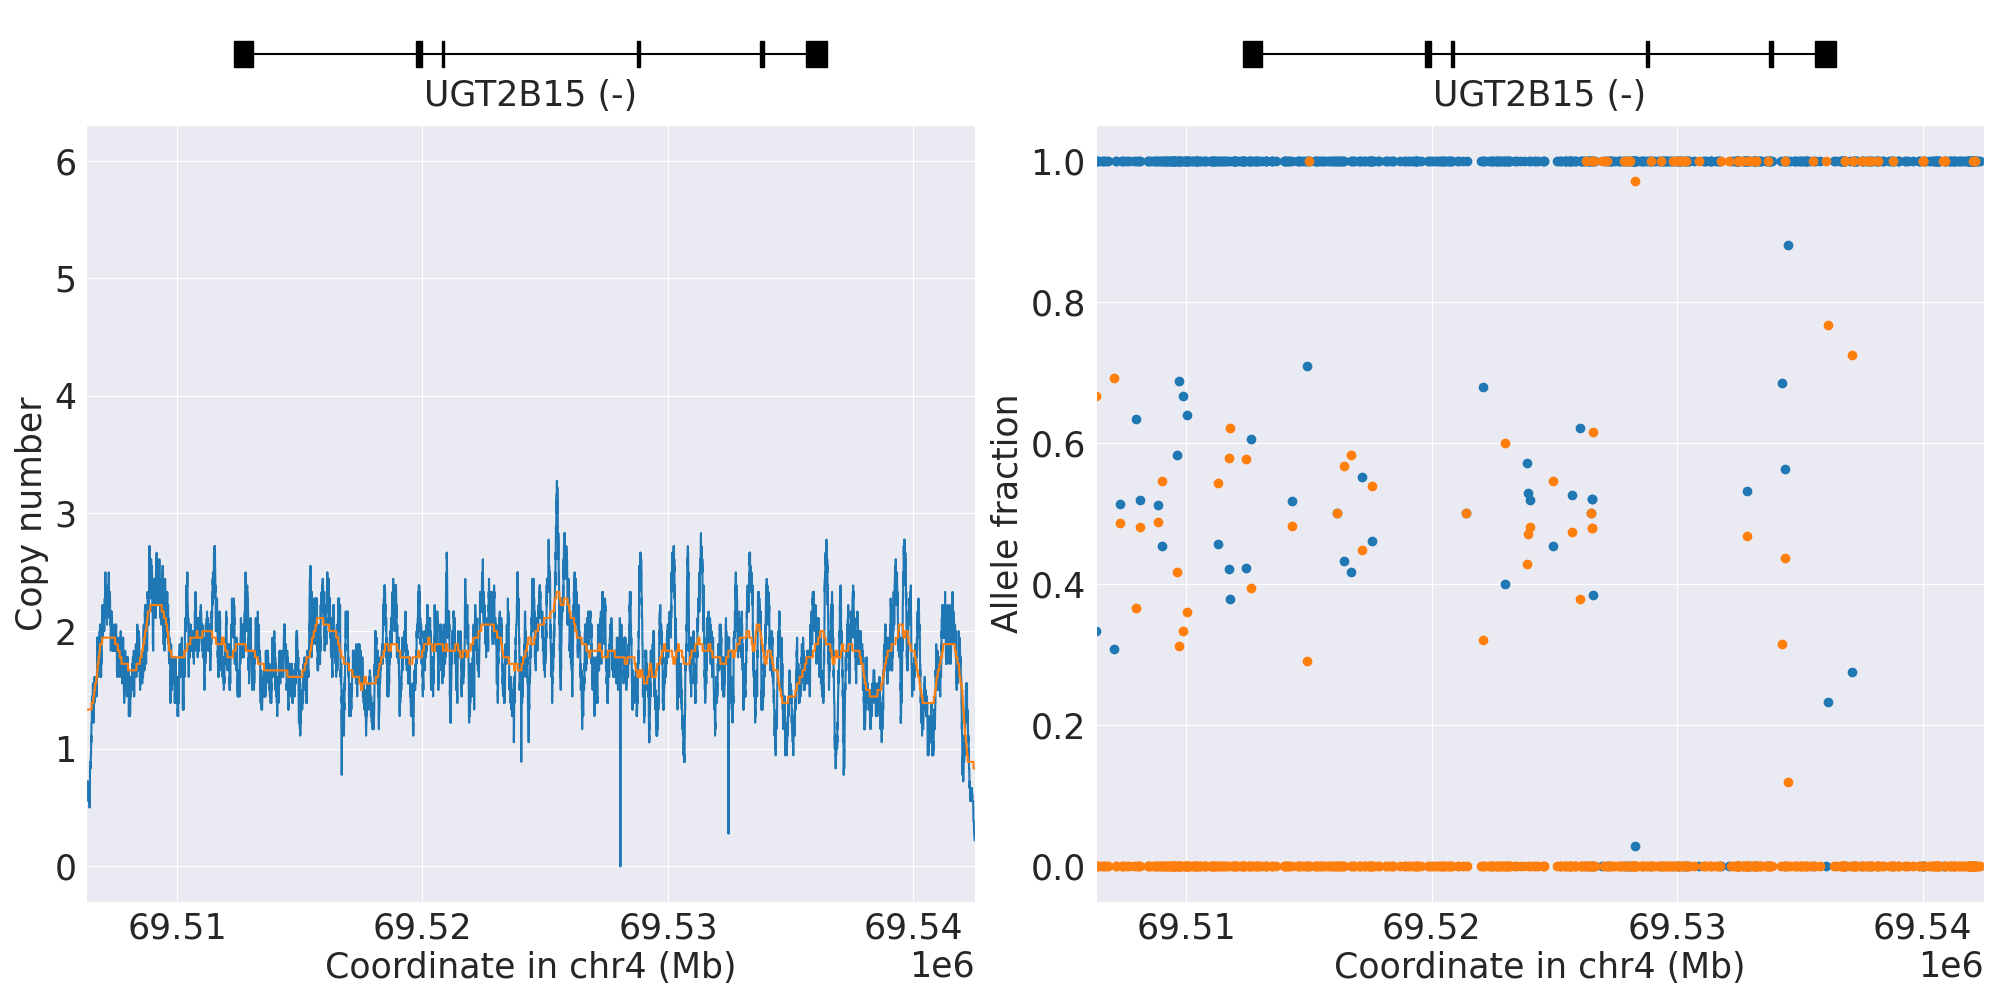 UGT2B15 (-)
6
5
4
3
2
1
0
Copy number
69.51 69.52 69.53 69.54
Coordinate in chr4 (Mb)
1e6
UGT2B15 (-)
1.0
0.8
0.6
0.4
0.2
0.0
Allele fraction
69.51 69.52 69.53 69.54
Coordinate in chr4 (Mb)
1e6